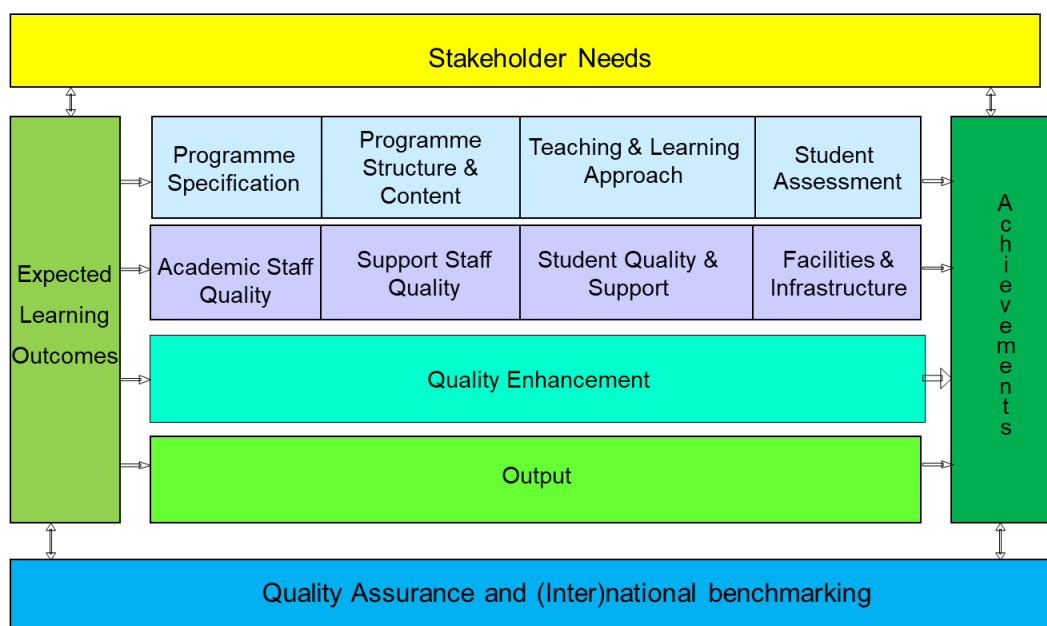 Stakeholder Needs
Programme
Specification
Programme
Structure &
Content
Teaching & Learning
Approach
Student
Assessment
Expected
Learning
Outcomes
Academic Staff
Quality
Support Staff
Quality
Student Quality &
Support
Facilities &
Infrastructure
Quality Enhancement
Output
Achievements
Quality Assurance and (Inter)national benchmarking